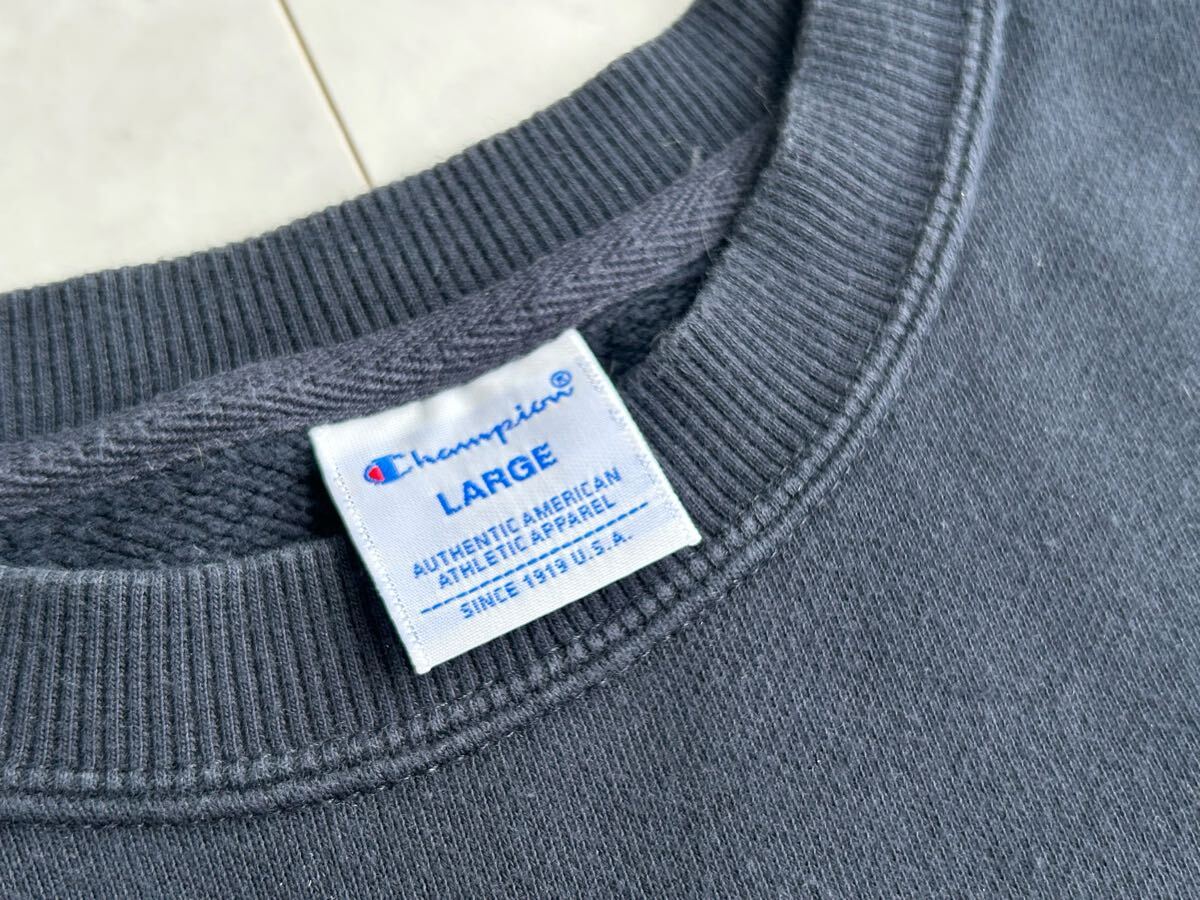 Champion®
LARGE
AUTHENTIC AMERICAN
ATHLETIC APPAREL
SINCE 1919 U.S.A.